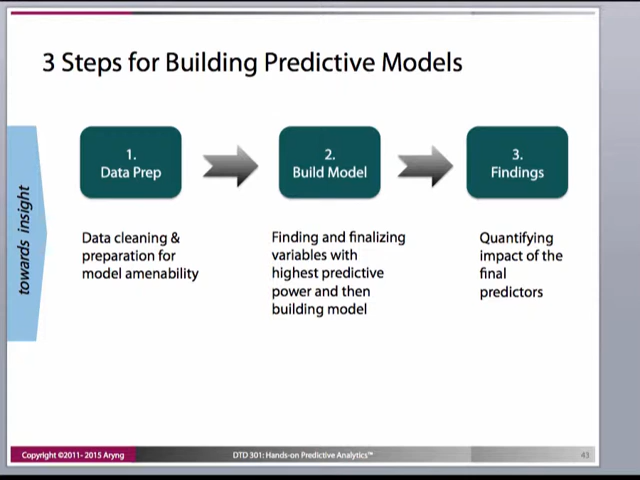 3 Steps for Building Predictive Models
1.
Data Prep
2.
Build Model
3.
Findings
towards insight
Data cleaning &
preparation for
model amenability
Finding and finalizing
variables with
highest predictive
power and then
building model
Quantifying
impact of the
final
predictors
Copyright ©2011- 2015 Aryng
DTD 301: Hands-on Predictive Analytics™
43